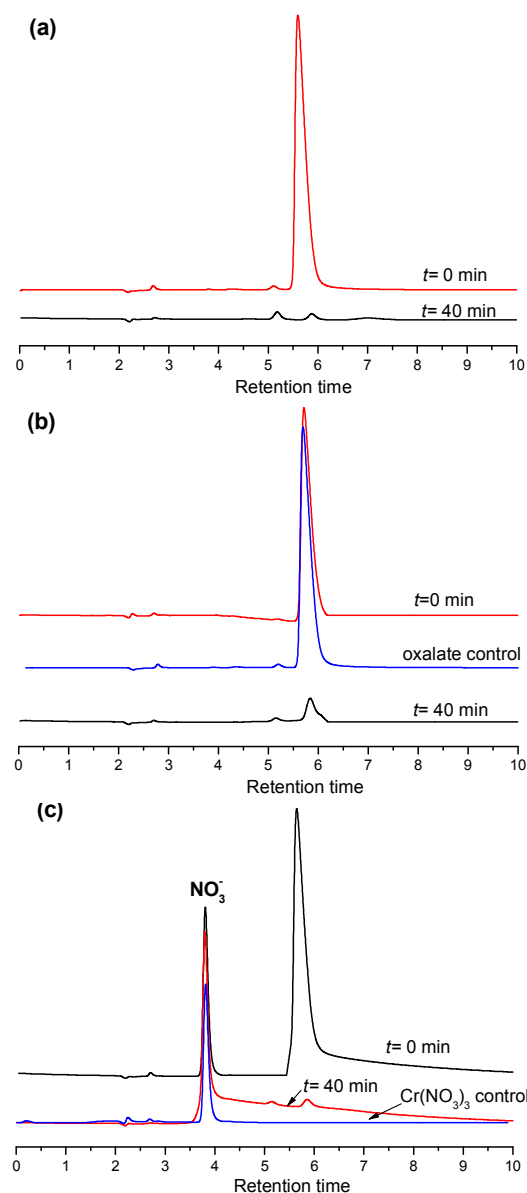 (a)
t= 0 min
t= 40 min
0 1 2 3 4 5 6 7 8 9 10
Retention time
(b)
t=0 min
oxalate control
t= 40 min
0 1 2 3 4 5 6 7 8 9 10
Retention time
(c)
NO₃⁻
t= 0 min
t= 40 min
Cr(NO₃)₃ control
0 1 2 3 4 5 6 7 8 9 10
Retention time